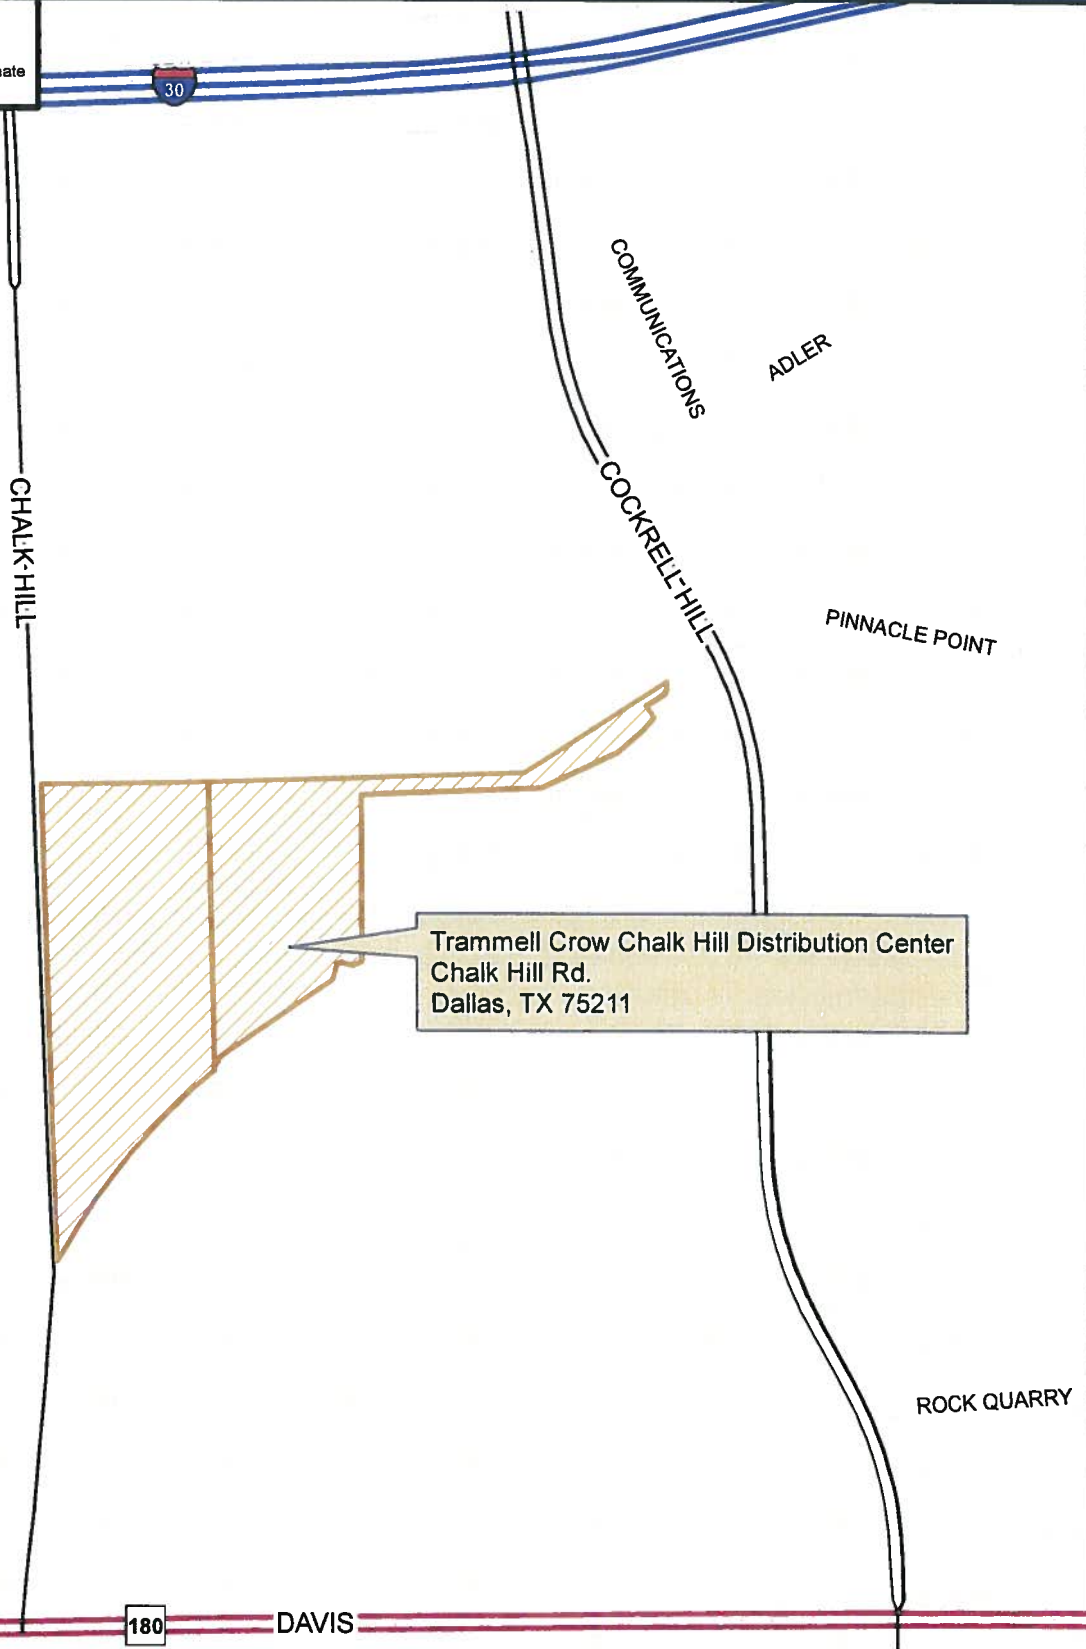 30
COMMUNICATIONS
ADLER
CHALK HILL
COCKRELL HILL
PINNACLE POINT
Trammell Crow Chalk Hill Distribution Center
Chalk Hill Rd.
Dallas, TX 75211
ROCK QUARRY
180
DAVIS